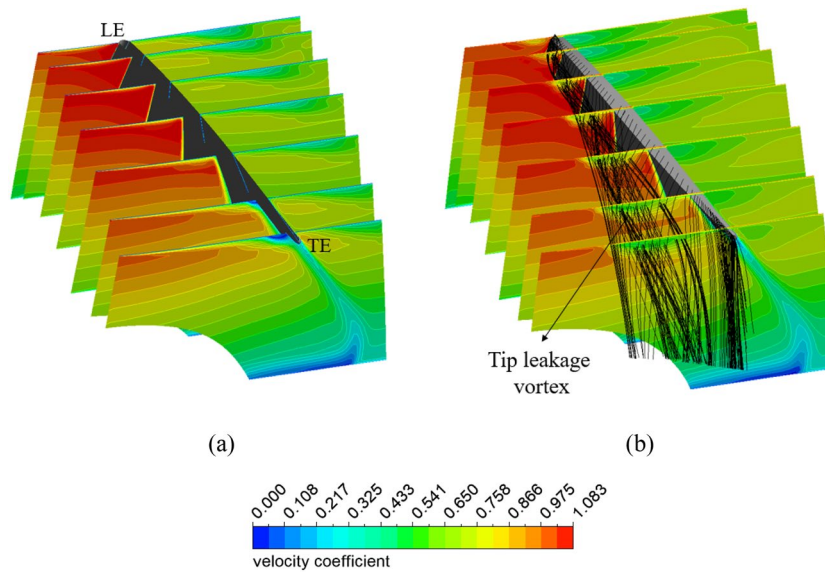 LE
TE
Tip leakage
vortex
(a)
(b)
0.000
0.108
0.217
0.325
0.433
0.541
0.650
0.758
0.866
0.975
1.083
velocity coefficient